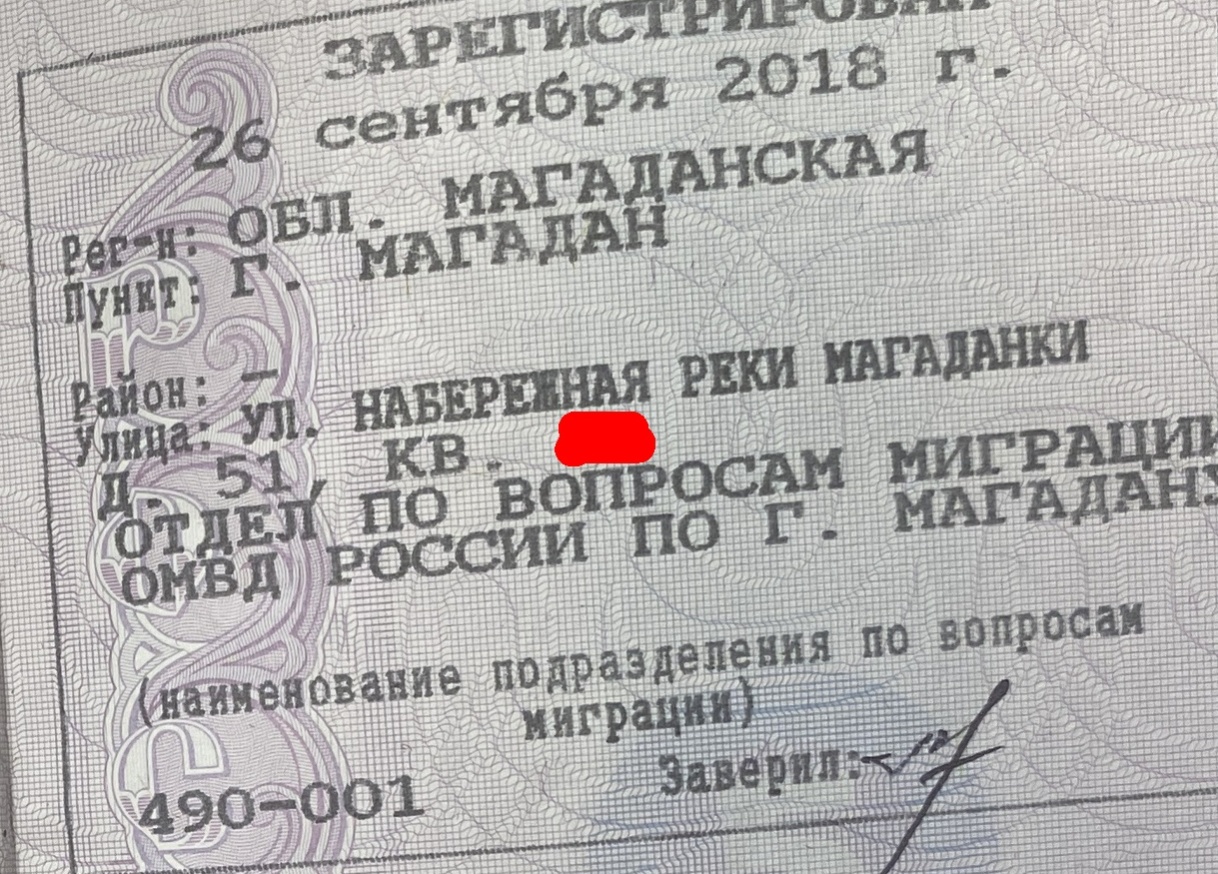 ЗАРЕГИСТРИРОВАН
26 сентября 2018 г.
Рег-н: ОБЛ. МАГАДАНСКАЯ
Пункт: Г. МАГАДАН
Район: —
Улица: УЛ. НАБЕРЕЖНАЯ РЕКИ МАГАДАНКИ
Д. 51, КВ.
ОТДЕЛ ПО ВОПРОСАМ МИГРАЦИИ
ОМВД РОССИИ ПО Г. МАГАДАНУ
(наименование подразделения по вопросам
миграции)
Заверил:
490-001